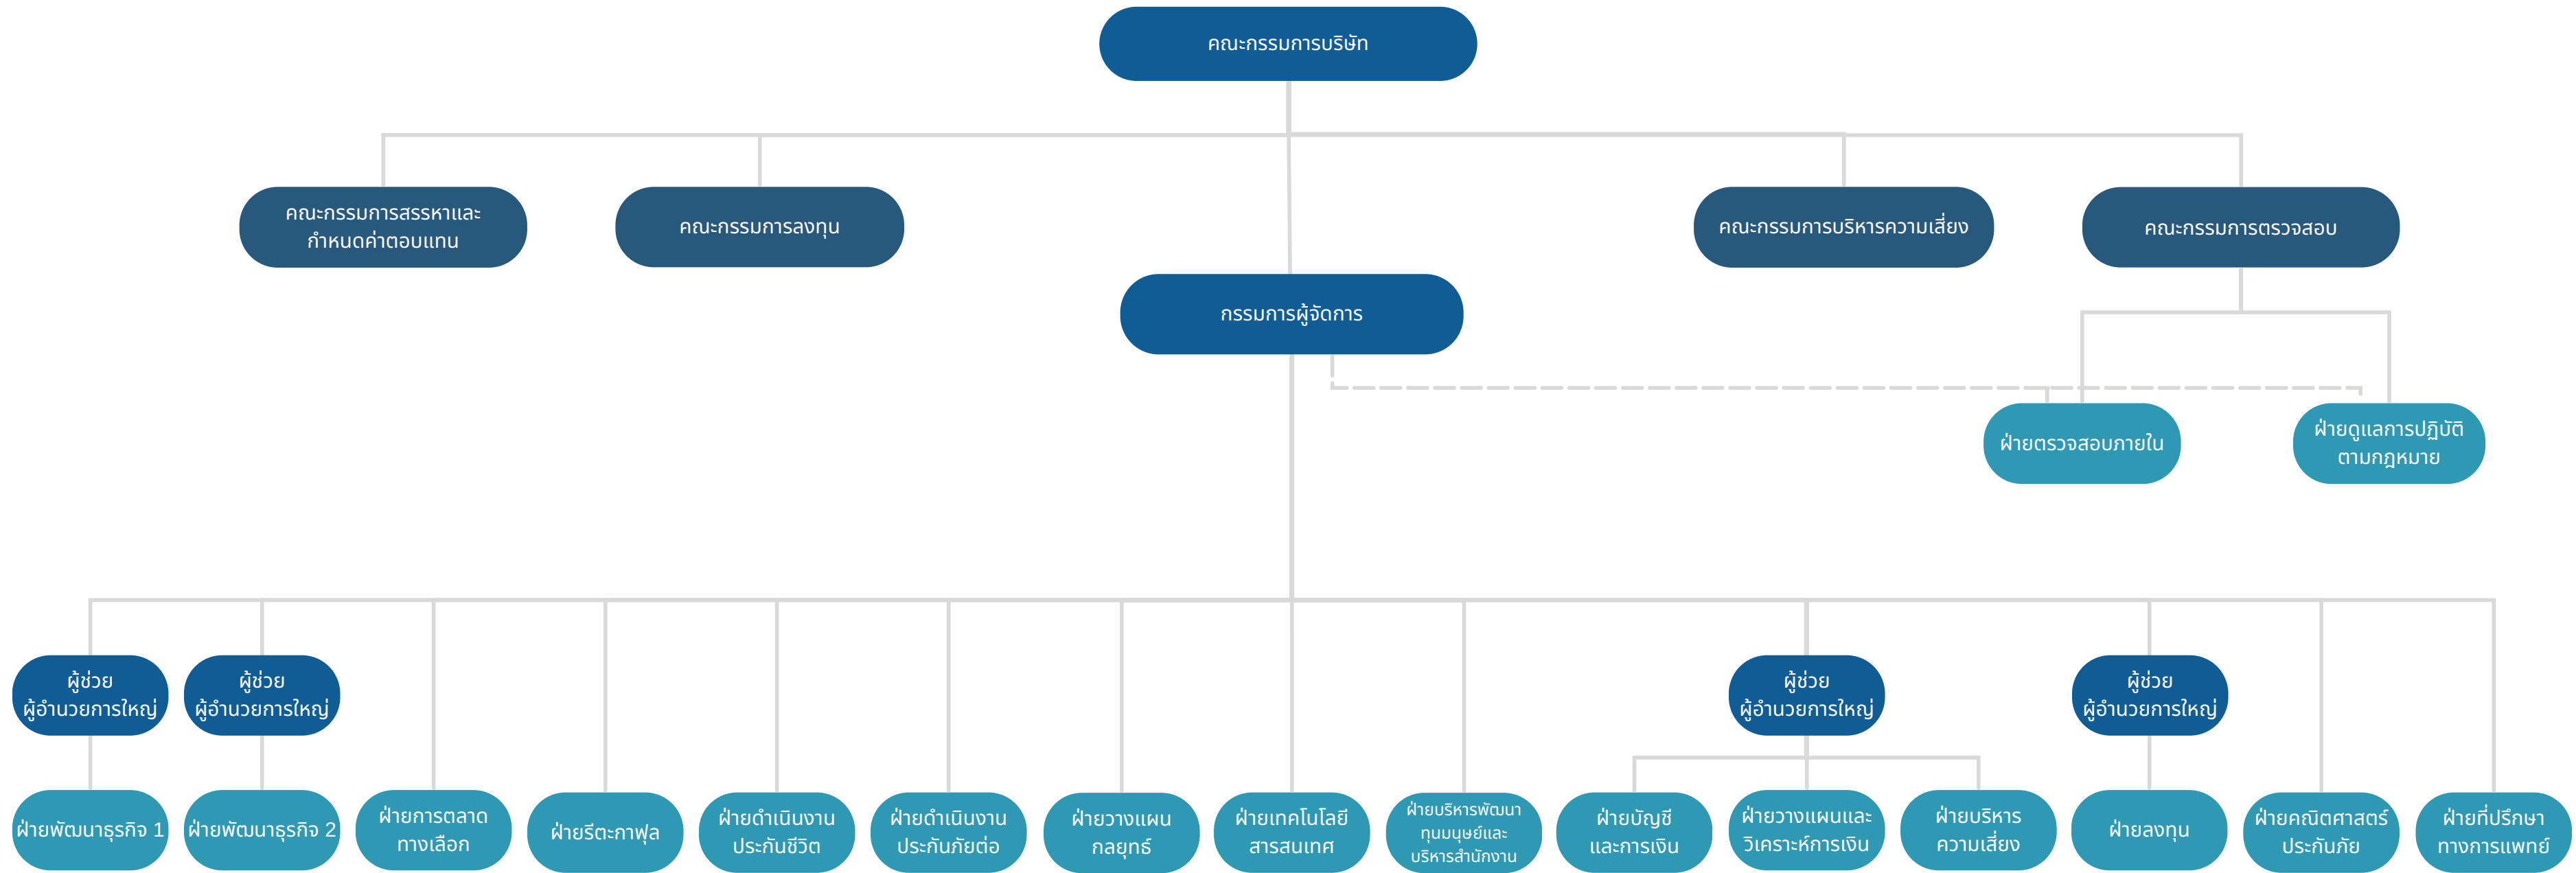 คณะกรรมการบริษัท
คณะกรรมการสรรหาและ
กำหนดค่าตอบแทน
คณะกรรมการลงทุน
คณะกรรมการบริหารความเสี่ยง
คณะกรรมการตรวจสอบ
กรรมการผู้จัดการ
ฝ่ายตรวจสอบภายใน
ฝ่ายดูแลการปฏิบัติ
ตามกฎหมาย
ผู้ช่วย
ผู้อำนวยการใหญ่
ผู้ช่วย
ผู้อำนวยการใหญ่
ผู้ช่วย
ผู้อำนวยการใหญ่
ผู้ช่วย
ผู้อำนวยการใหญ่
ฝ่ายพัฒนาธุรกิจ 1
ฝ่ายพัฒนาธุรกิจ 2
ฝ่ายการตลาด
ทางเลือก
ฝ่ายรีตะกาฟุล
ฝ่ายดำเนินงาน
ประกันชีวิต
ฝ่ายดำเนินงาน
ประกันภัยต่อ
ฝ่ายวางแผน
กลยุทธ์
ฝ่ายเทคโนโลยี
สารสนเทศ
ฝ่ายบริหารพัฒนา
ทุนมนุษย์และ
บริหารสำนักงาน
ฝ่ายบัญชี
และการเงิน
ฝ่ายวางแผนและ
วิเคราะห์การเงิน
ฝ่ายบริหาร
ความเสี่ยง
ฝ่ายลงทุน
ฝ่ายคณิตศาสตร์
ประกันภัย
ฝ่ายที่ปรึกษา
ทางการแพทย์